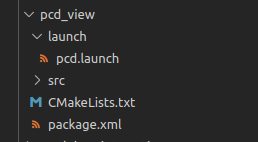 pcd_view
launch
pcd.launch
src
CMakeLists.txt
package.xml